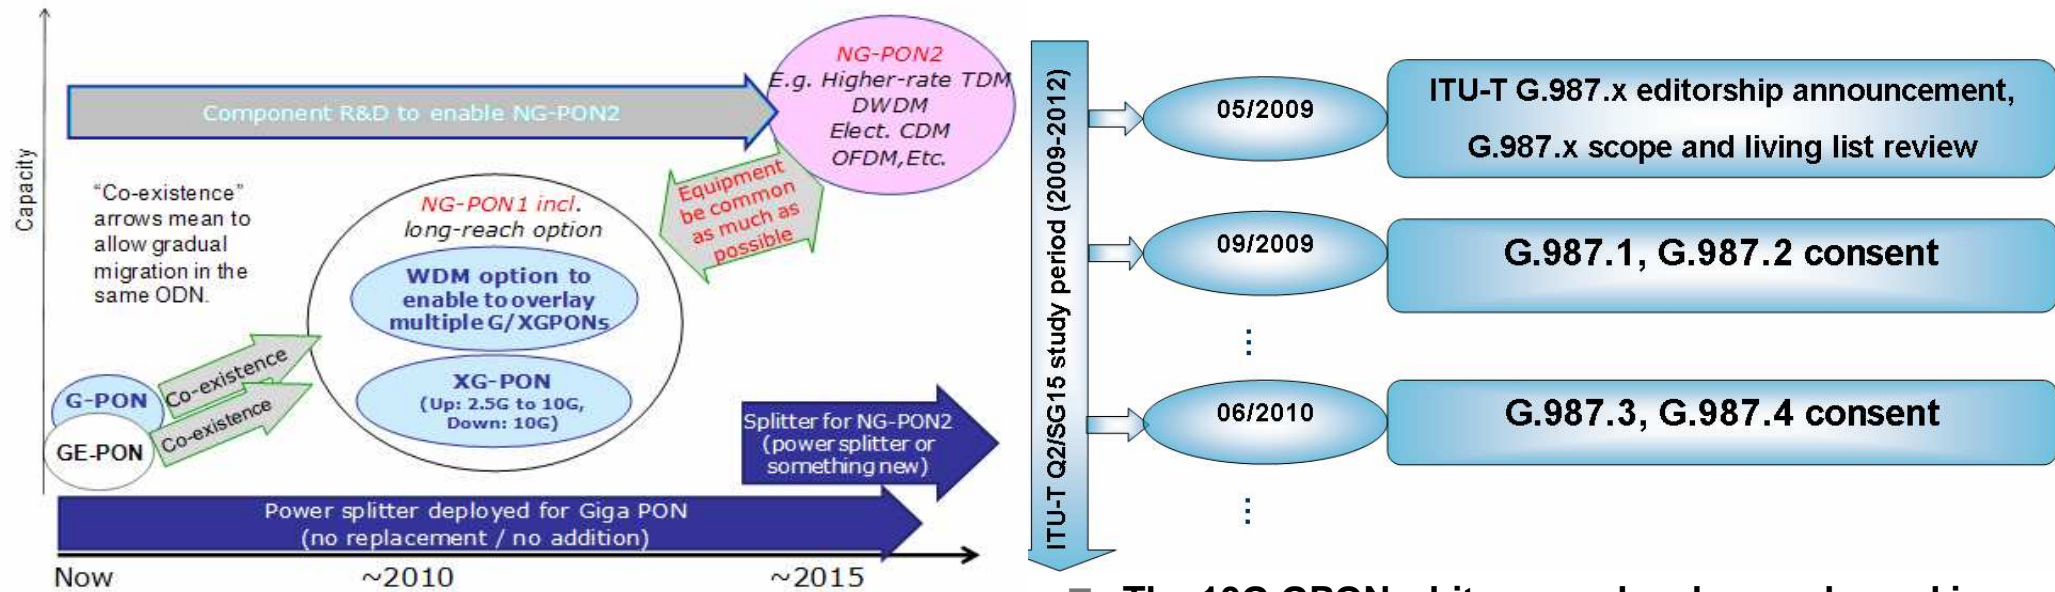 Capacity
Component R&D to enable NG-PON2
NG-PON2
E.g. Higher-rate TDM
DWDM
Elect. CDM
OFDM,Etc.
"Co-existence"
arrows mean to
allow gradual
migration in the
same ODN.
NG-PON1 incl.
long-reach option
WDM option to
enable to overlay
multiple G/XGPONs
XG-PON
(Up: 2.5G to 10G,
Down: 10G)
Equipment
be common
as much as
possible
G-PON
GE-PON
Co-existence
Co-existence
Splitter for NG-PON2
(power splitter or
something new)
Power splitter deployed for Giga PON
(no replacement / no addition)
Now
~2010
~2015
ITU-T Q2/SG15 study period (2009-2012)
05/2009
ITU-T G.987.x editorship announcement,
G.987.x scope and living list review
09/2009
G.987.1, G.987.2 consent
...
06/2010
G.987.3, G.987.4 consent
...